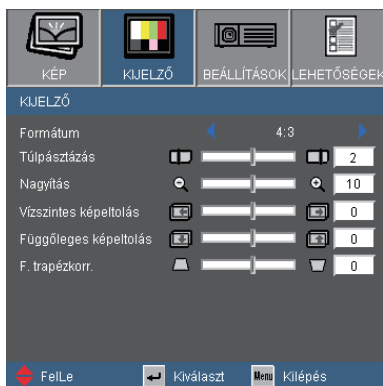 KÉP KIJELZŐ BEÁLLÍTÁSOK LEHETŐSÉGEK
KIJELZŐ
Formátum 4:3
Túlpásztázás 2
Nagyítás 10
Vízszintes képeltolás 0
Függőleges képeltolás 0
F. trapézkorr. 0
FelLe Kiválaszt Menu Kilépés